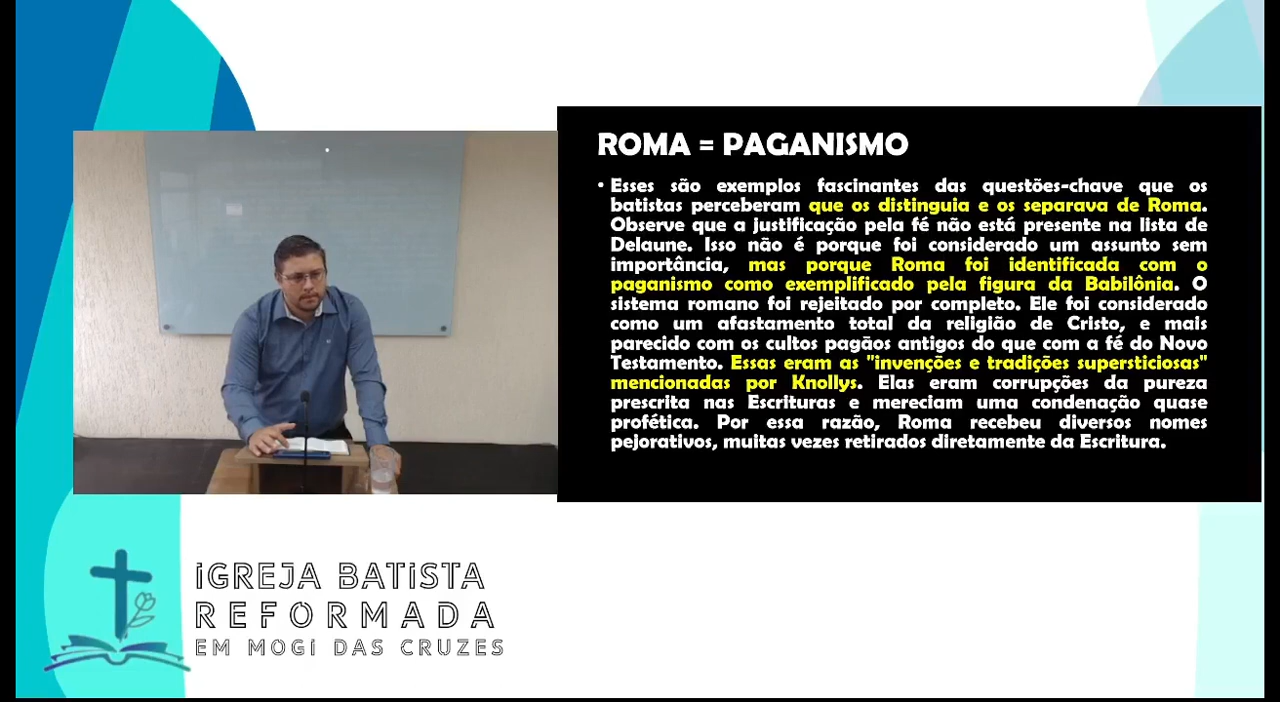 ROMA = PAGANISMO
• Esses são exemplos fascinantes das questões-chave que os
batistas perceberam que os distinguia e os separava de Roma.
Observe que a justificação pela fé não está presente na lista de
Delaune. Isso não é porque foi considerado um assunto sem
importância, mas porque Roma foi identificada com o
paganismo como exemplificado pela figura da Babilônia. O
sistema romano foi rejeitado por completo. Ele foi considerado
como um afastamento total da religião de Cristo, e mais
parecido com os cultos pagãos antigos do que com a fé do Novo
Testamento. Essas eram as "invenções e tradições supersticiosas"
mencionadas por Knollys. Elas eram corrupções da pureza
prescrita nas Escrituras e mereciam uma condenação quase
profética. Por essa razão, Roma recebeu diversos nomes
pejorativos, muitas vezes retirados diretamente da Escritura.
IGREJA BATISTA
REFORMADA
EM MOGI DAS CRUZES